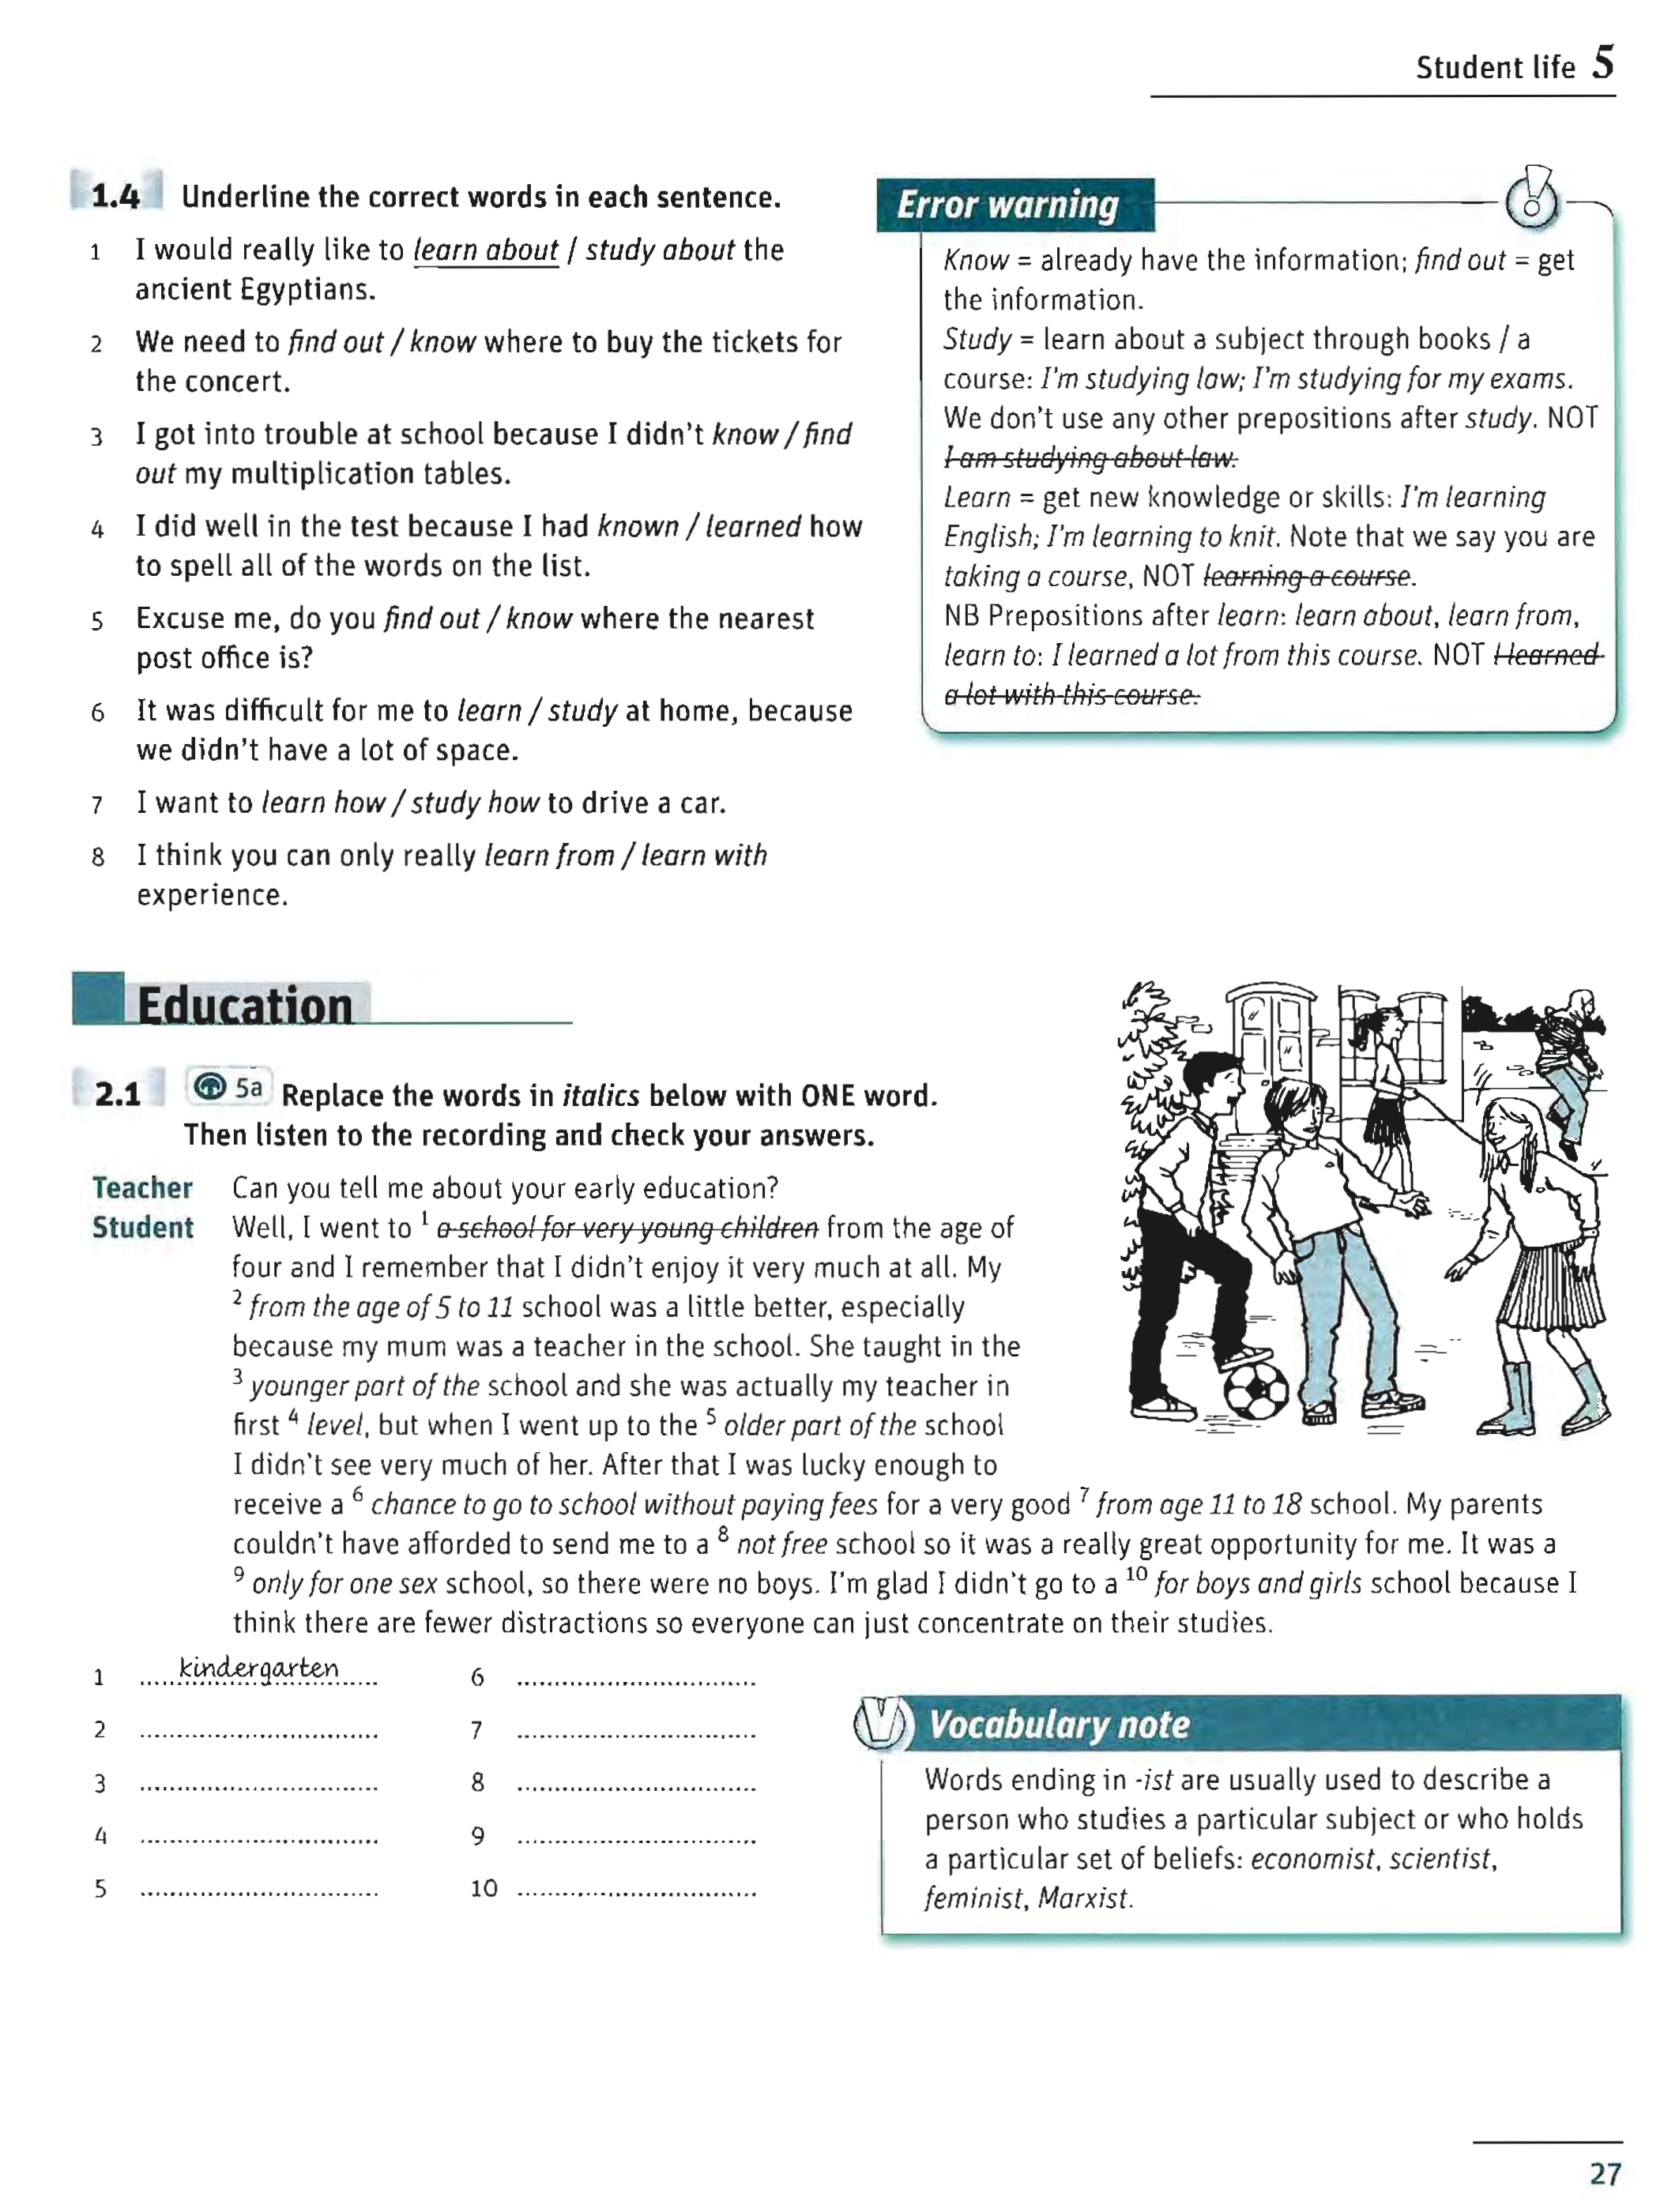 Student life 5
1.4 Underline the correct words in each sentence.
1 I would really like to learn about / study about the
ancient Egyptians.
2 We need to find out / know where to buy the tickets for
the concert.
3 I got into trouble at school because I didn't know / find
out my multiplication tables.
4 I did well in the test because I had known / learned how
to spell all of the words on the list.
5 Excuse me, do you find out / know where the nearest
post office is?
6 It was difficult for me to learn / study at home, because
we didn't have a lot of space.
7 I want to learn how / study how to drive a car.
8 I think you can only really learn from / learn with
experience.
Error warning
Know = already have the information; find out = get
the information.
Study = learn about a subject through books / a
course: I'm studying law; I'm studying for my exams.
We don't use any other prepositions after study. NOT
I am studying about law.
Learn = get new knowledge or skills: I'm learning
English; I'm learning to knit. Note that we say you are
taking a course, NOT learning a course.
NB Prepositions after learn: learn about, learn from,
learn to: I learned a lot from this course. NOT I learned
a lot with this course.
Education
2.1 5a Replace the words in italics below with ONE word.
Then listen to the recording and check your answers.
Teacher Can you tell me about your early education?
Student Well, I went to 1 a school for very young children from the age of
four and I remember that I didn't enjoy it very much at all. My
2 from the age of 5 to 11 school was a little better, especially
because my mum was a teacher in the school. She taught in the
3 younger part of the school and she was actually my teacher in
first 4 level, but when I went up to the 5 older part of the school
I didn't see very much of her. After that I was lucky enough to
receive a 6 chance to go to school without paying fees for a very good 7 from age 11 to 18 school. My parents
couldn't have afforded to send me to a 8 not free school so it was a really great opportunity for me. It was a
9 only for one sex school, so there were no boys. I'm glad I didn't go to a 10 for boys and girls school because I
think there are fewer distractions so everyone can just concentrate on their studies.
1 kindergarten 6
2 7
3 8
4 9
5 10
Vocabulary note
Words ending in -ist are usually used to describe a
person who studies a particular subject or who holds
a particular set of beliefs: economist, scientist,
feminist, Marxist.
27